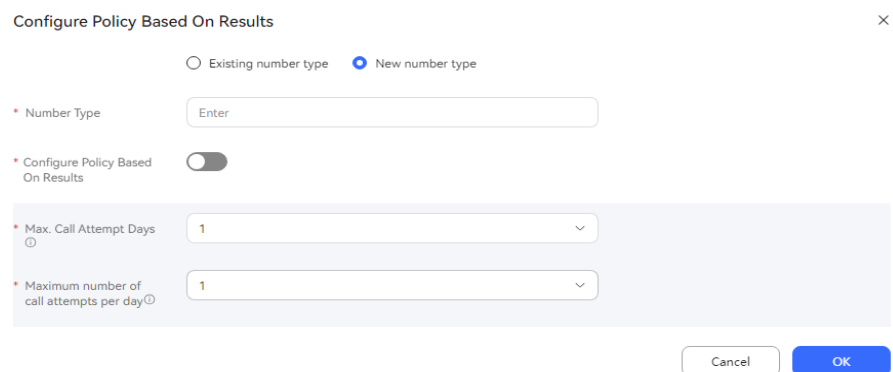 Configure Policy Based On Results
Existing number type New number type
* Number Type Enter
* Configure Policy Based
On Results
* Max. Call Attempt Days 1
* Maximum number of 1
call attempts per day
Cancel OK